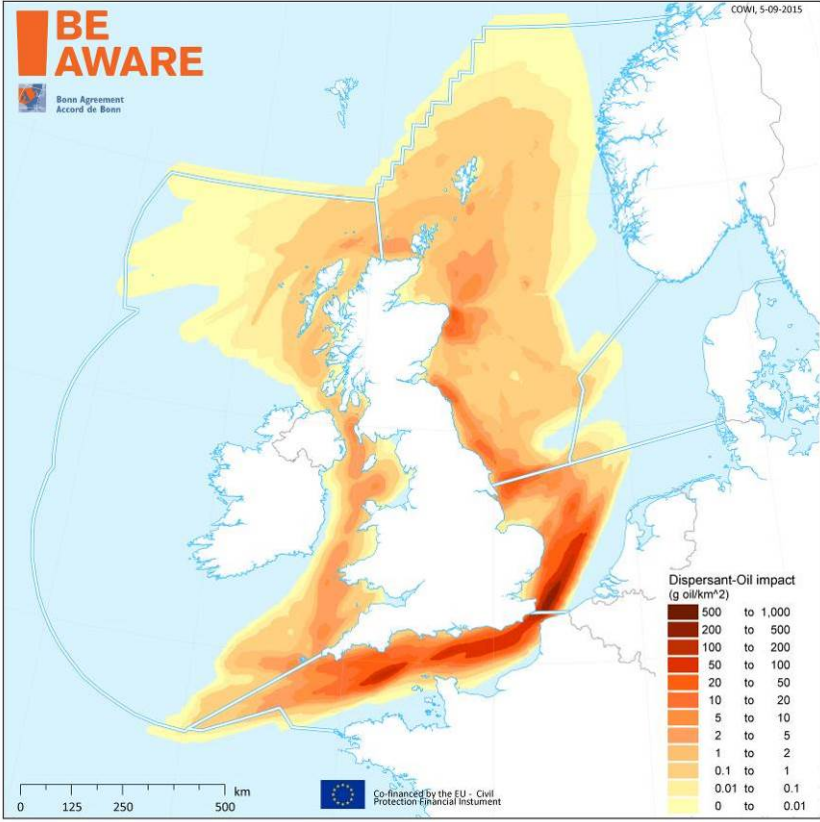 COWI, 5-09-2015
BE
AWARE
Bonn Agreement
Accord de Bonn
Dispersant-Oil impact
(g oil/km^2)
500 to 1,000
200 to 500
100 to 200
50 to 100
20 to 50
10 to 20
5 to 10
2 to 5
1 to 2
0.1 to 1
0.01 to 0.1
0 to 0.01
km
0 125 250 500
Co-financed by the EU - Civil
Protection Financial Instument